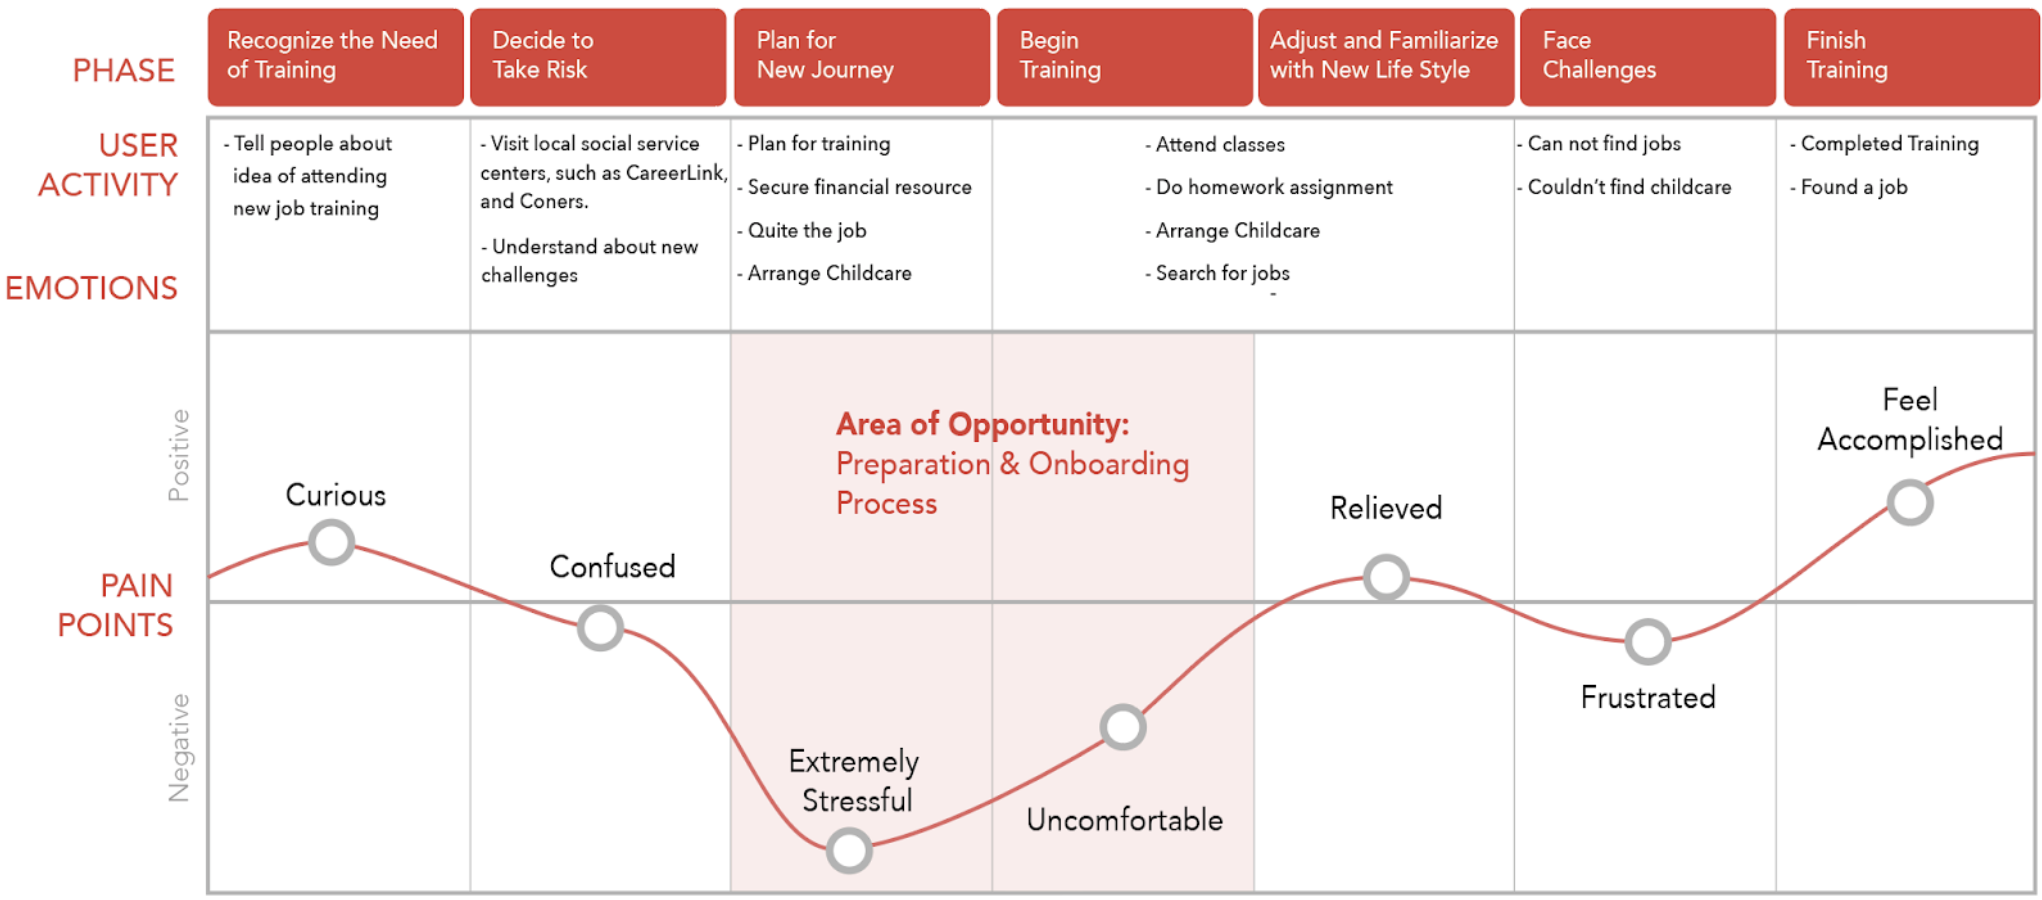 PHASE
Recognize the Need
of Training
Decide to
Take Risk
Plan for
New Journey
Begin
Training
Adjust and Familiarize
with New Life Style
Face
Challenges
Finish
Training
USER
ACTIVITY
- Tell people about
idea of attending
new job training
- Visit local social service
centers, such as CareerLink,
and Coners.
- Understand about new
challenges
- Plan for training
- Secure financial resource
- Quite the job
- Arrange Childcare
- Attend classes
- Do homework assignment
- Arrange Childcare
- Search for jobs
-
- Can not find jobs
- Couldn't find childcare
- Completed Training
- Found a job
EMOTIONS
Positive
Curious
Confused
Area of Opportunity:
Preparation & Onboarding
Process
Relieved
Feel
Accomplished
PAIN
POINTS
Negative
Extremely
Stressful
Uncomfortable
Frustrated